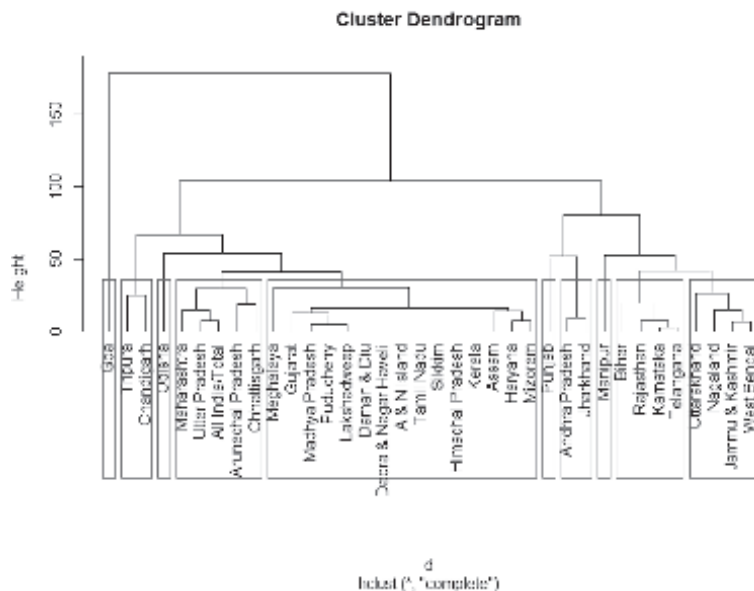 Cluster Dendrogram
Height
150
100
50
0
Goa
Tripura
Chandigarh
Odisha
Maharashtra
Utter Pradesh
All India Total
Arunachal Pradesh
Chhattisgarh
Meghalaya
Gujarat
Madhya Pradesh
Puducherry
Lakshadweep
Daman & Diu
Dadra & Nagar Haveli
A & N Island
Tamil Nadu
Sikkim
Himachal Pradesh
Kerela
Assam
Haryana
Mizoram
Punjab
Andhra Pradesh
Jharkhand
Manipur
Bihar
Rajasthan
Karnataka
Telangana
Uttarakhand
Nagaland
Jammu & Kashmir
West Bengal
d
hclust (*, "complete")